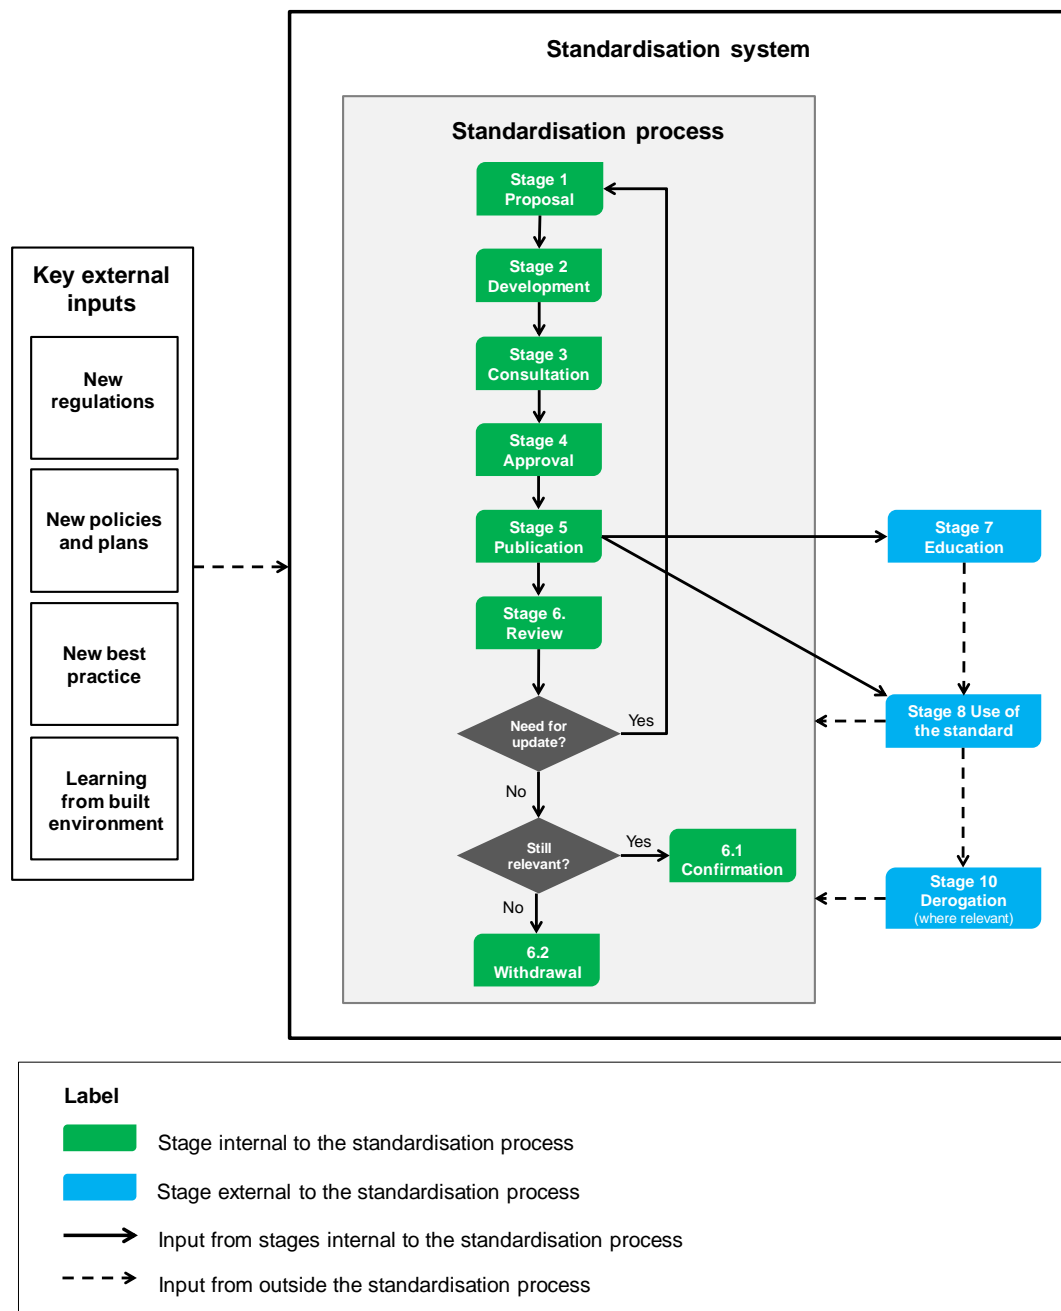 Standardisation system
Standardisation process
Stage 1
Proposal
Stage 2
Development
Stage 3
Consultation
Stage 4
Approval
Stage 5
Publication
Stage 6.
Review
Need for
update?
Yes
No
Still
relevant?
Yes
No
6.1
Confirmation
6.2
Withdrawal
Key external
inputs
New
regulations
New policies
and plans
New best
practice
Learning
from built
environment
Stage 7
Education
Stage 8 Use of
the standard
Stage 10
Derogation
(where relevant)
Label
Stage internal to the standardisation process
Stage external to the standardisation process
Input from stages internal to the standardisation process
Input from outside the standardisation process